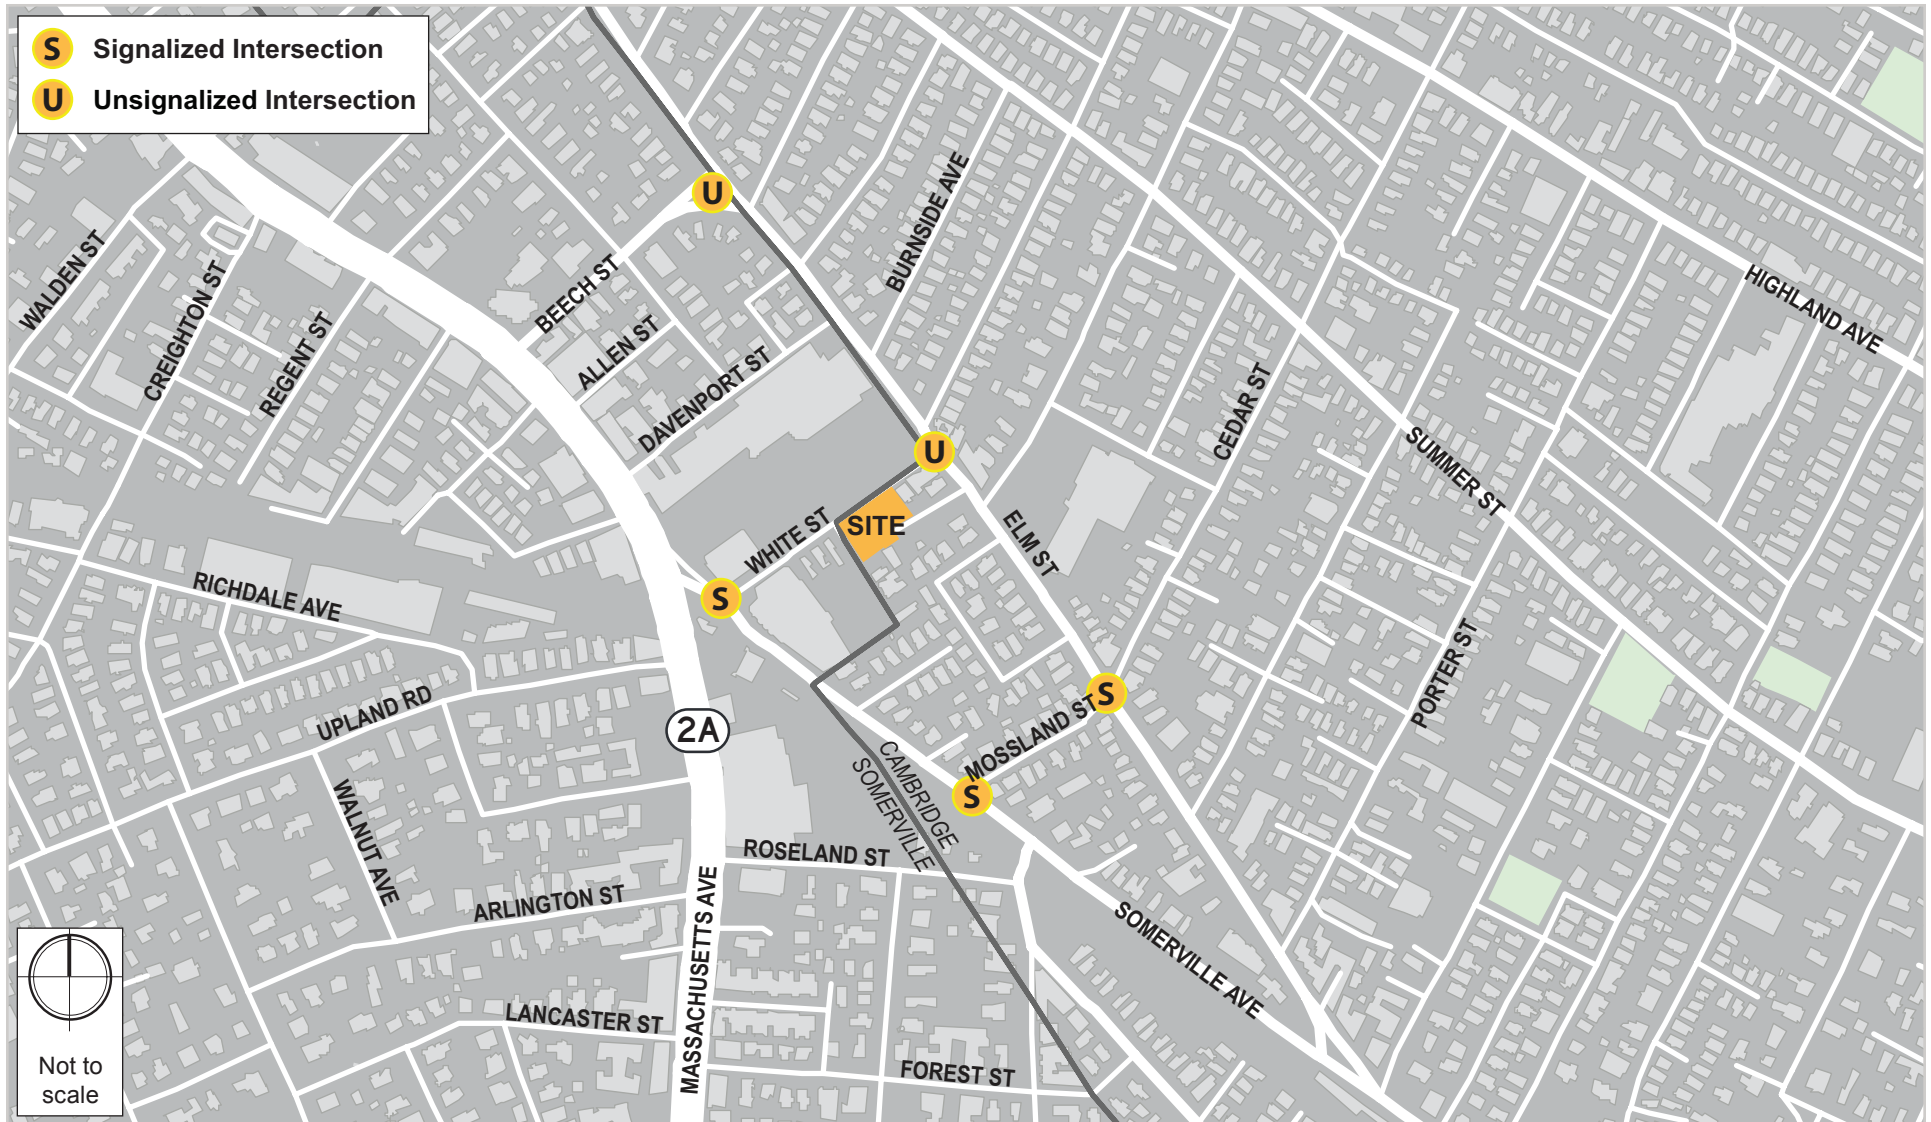 S Signalized Intersection
U Unsignalized Intersection
U
BURNSIDE AVE
WALDEN ST
CREIGHTON ST
REGENT ST
BEECH ST
ALLEN ST
DAVENPORT ST
HIGHLAND AVE
CEDAR ST
SUMMER ST
U
SITE
WHITE ST
ELM ST
S
RICHDALE AVE
UPLAND RD
PORTER ST
2A
S
MOSSLAND ST
S
CAMBRIDGE
SOMERVILLE
WALNUT AVE
ROSELAND ST
ARLINGTON ST
MASSACHUSETTS AVE
SOMERVILLE AVE
LANCASTER ST
FOREST ST
Not to
scale